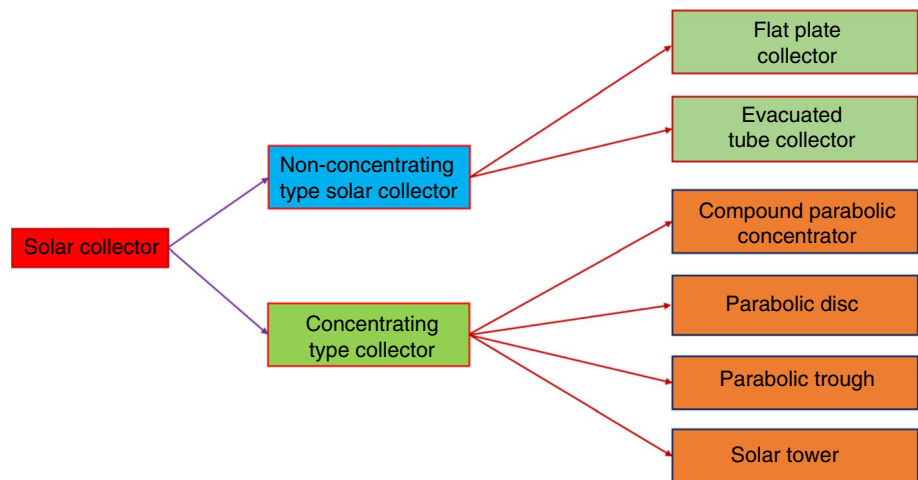 Flat plate
collector
Evacuated
tube collector
Non-concentrating
type solar collector
Compound parabolic
concentrator
Solar collector
Parabolic disc
Concentrating
type collector
Parabolic trough
Solar tower